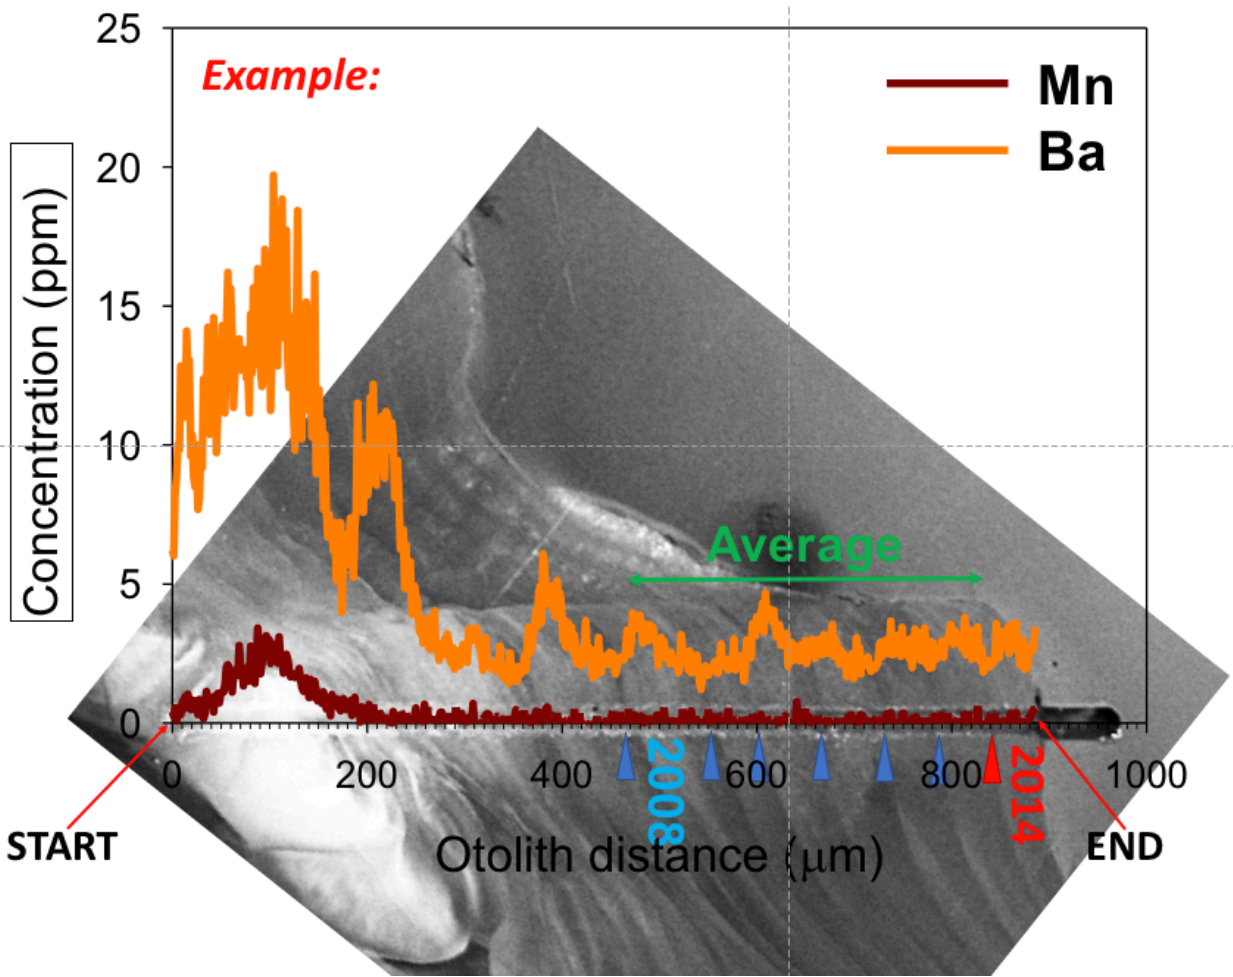 25
Example:
Mn
Ba
20
15
10
5
0
Concentration (ppm)
Average
0
200
400
600
800
1000
2008
2014
START
END
Otolith distance (μm)